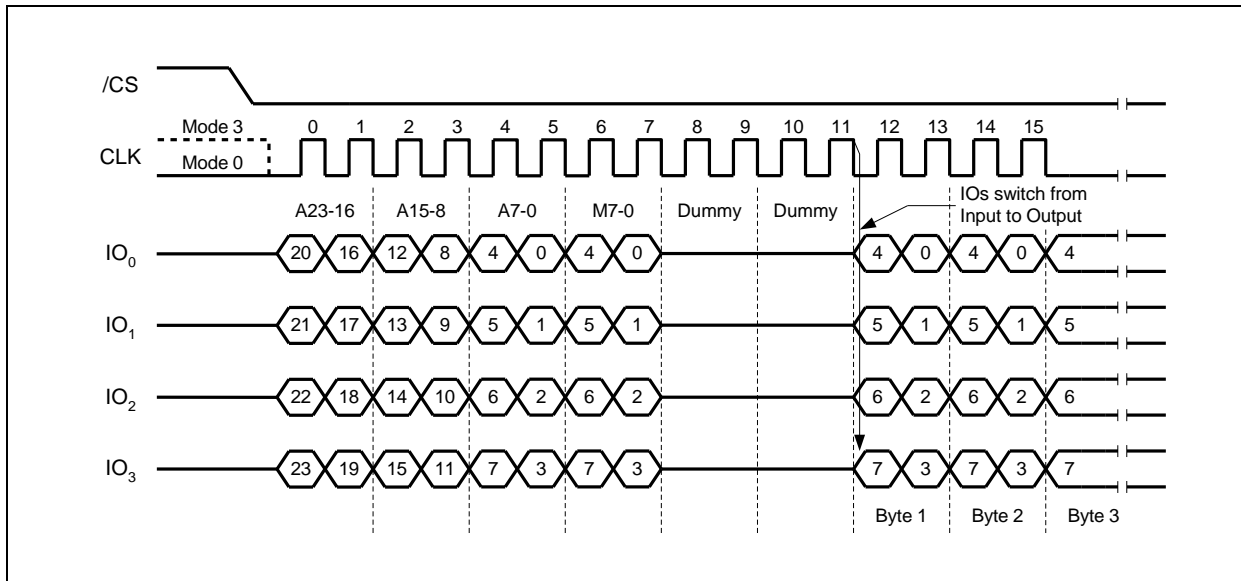 /CS
Mode 3
0 1 2 3 4 5 6 7 8 9 10 11 12 13 14 15
CLK
Mode 0
IOs switch from
Input to Output
A23-16 A15-8 A7-0 M7-0 Dummy Dummy
IO0 20 16 12 8 4 0 4 0 4 0 4 0 4
IO1 21 17 13 9 5 1 5 1 5 1 5 1 5
IO2 22 18 14 10 6 2 6 2 6 2 6 2 6
IO3 23 19 15 11 7 3 7 3 7 3 7 3 7
Byte 1 Byte 2 Byte 3